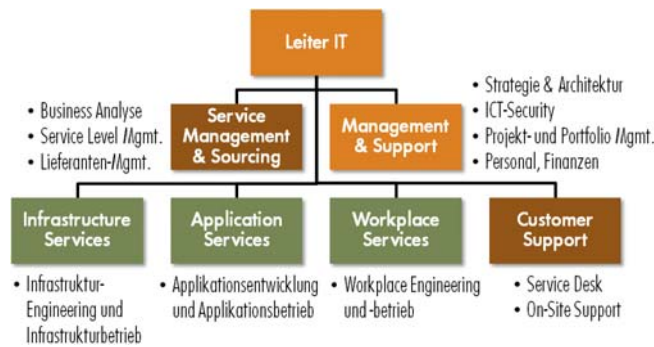 Leiter IT
• Business Analyse
• Service Level Mgmt.
• Lieferanten-Mgmt.
Service
Management
& Sourcing
Management
& Support
• Strategie & Architektur
• ICT-Security
• Projekt- und Portfolio Mgmt.
• Personal, Finanzen
Infrastructure
Services
Application
Services
Workplace
Services
Customer
Support
• Infrastruktur-
Engineering und
Infrastrukturbetrieb
• Applikationsentwicklung
und Applikationsbetrieb
• Workplace Engineering
und -betrieb
• Service Desk
• On-Site Support